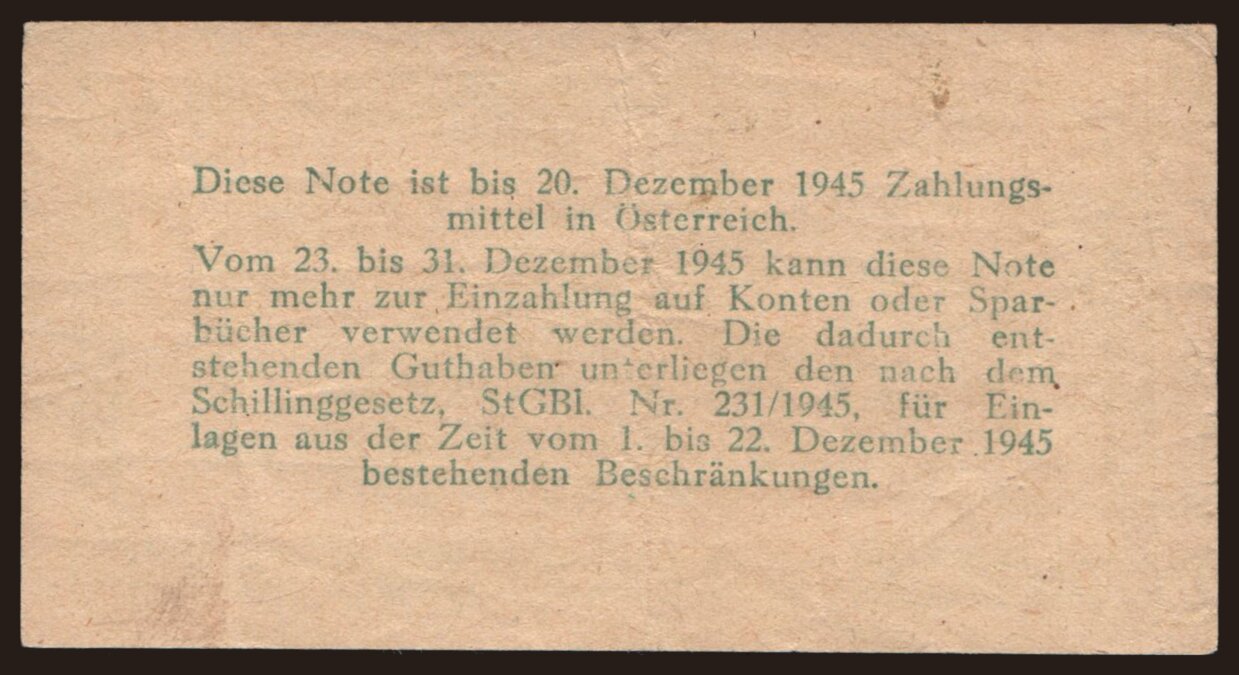 Diese Note ist bis 20. Dezember 1945 Zahlungs-
mittel in Österreich.
Vom 23. bis 31. Dezember 1945 kann diese Note
nur mehr zur Einzahlung auf Konten oder Spar-
bücher verwendet werden. Die dadurch ent-
stehenden Guthaben unterliegen den nach dem
Schillinggesetz, StGBl. Nr. 231/1945, für Ein-
lagen aus der Zeit vom 1. bis 22. Dezember 1945
bestehenden Beschränkungen.